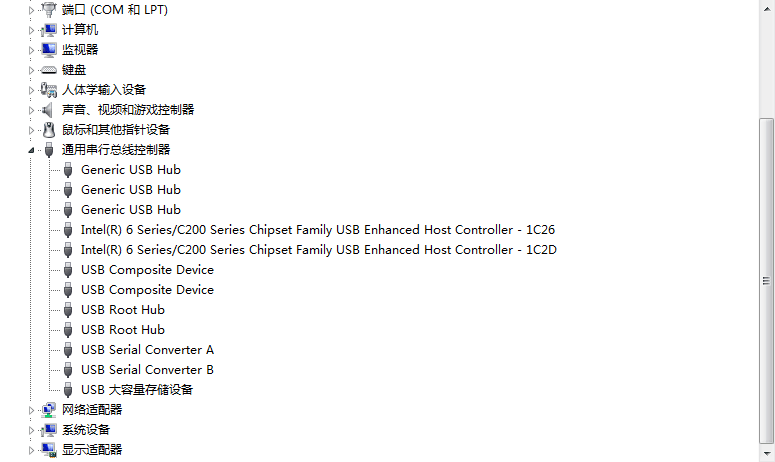 端口 (COM 和 LPT)
计算机
监视器
键盘
人体学输入设备
声音、视频和游戏控制器
鼠标和其他指针设备
通用串行总线控制器
Generic USB Hub
Generic USB Hub
Generic USB Hub
Intel(R) 6 Series/C200 Series Chipset Family USB Enhanced Host Controller - 1C26
Intel(R) 6 Series/C200 Series Chipset Family USB Enhanced Host Controller - 1C2D
USB Composite Device
USB Composite Device
USB Root Hub
USB Root Hub
USB Serial Converter A
USB Serial Converter B
USB 大容量存储设备
网络适配器
系统设备
显示适配器